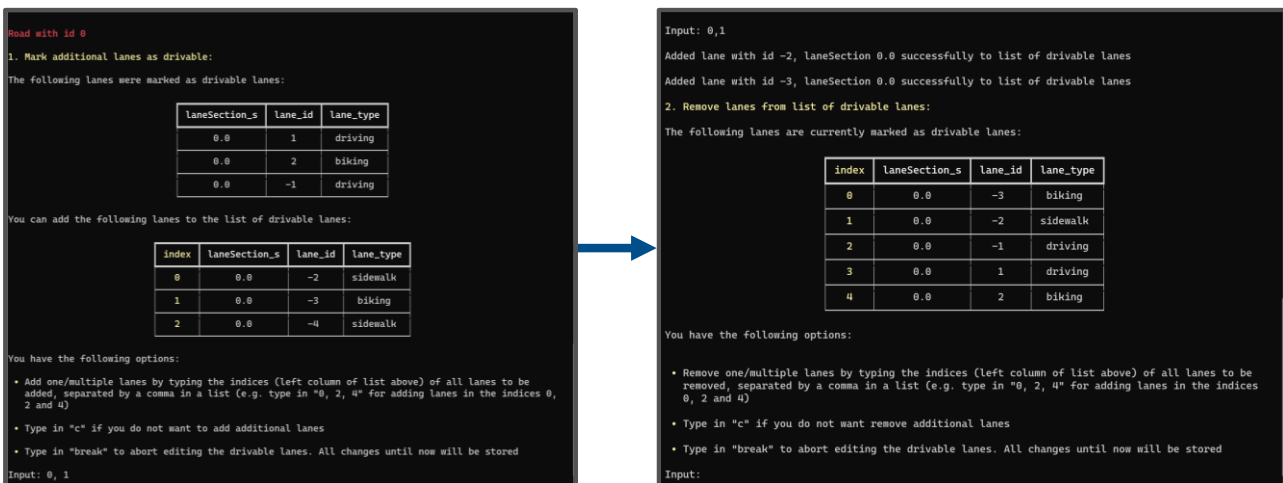 Road with id 0
1. Mark additional lanes as drivable:
The following lanes were marked as drivable lanes:
laneSection_s lane_id lane_type
0.0 1 driving
0.0 2 biking
0.0 -1 driving
You can add the following lanes to the list of drivable lanes:
index laneSection_s lane_id lane_type
0 0.0 -2 sidewalk
1 0.0 -3 biking
2 0.0 -4 sidewalk
You have the following options:
• Add one/multiple lanes by typing the indices (left column of list above) of all lanes to be
added, separated by a comma in a list (e.g. type in "0, 2, 4" for adding lanes in the indices 0,
2 and 4)
• Type in "c" if you do not want to add additional lanes
• Type in "break" to abort editing the drivable lanes. All changes until now will be stored
Input: 0, 1
Input: 0,1
Added lane with id -2, laneSection 0.0 successfully to list of drivable lanes
Added lane with id -3, laneSection 0.0 successfully to list of drivable lanes
2. Remove lanes from list of drivable lanes:
The following lanes are currently marked as drivable lanes:
index laneSection_s lane_id lane_type
0 0.0 -3 biking
1 0.0 -2 sidewalk
2 0.0 -1 driving
3 0.0 1 driving
4 0.0 2 biking
You have the following options:
• Remove one/multiple lanes by typing the indices (left column of list above) of all lanes to be
removed, separated by a comma in a list (e.g. type in "0, 2, 4" for adding lanes in the indices
0, 2 and 4)
• Type in "c" if you do not want remove additional lanes
• Type in "break" to abort editing the drivable lanes. All changes until now will be stored
Input: